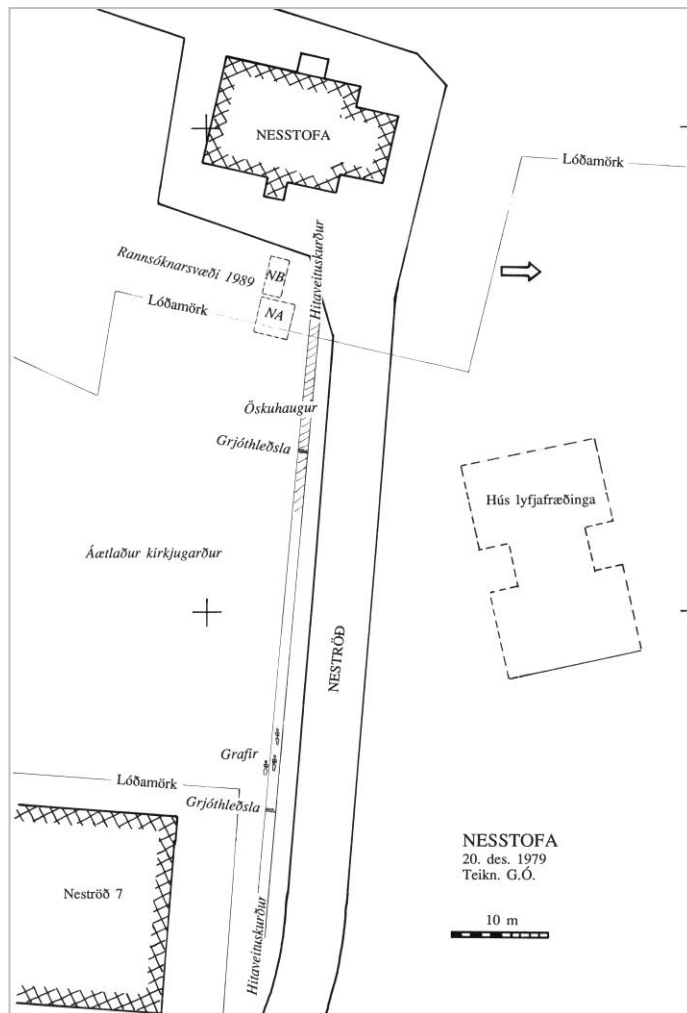 NESSTOFA
Lóðamörk
Hitaveituskurður
Rannsóknarsvæði 1989
NB
NA
Lóðamörk
Öskuhaugur
Grjóthleðsla
Hús lyfjafræðinga
Áætlaður kirkjugarður
NESTRÖÐ
Grafir
Lóðamörk
Grjóthleðsla
Neströð 7
Hitaveituskurður
NESSTOFA
20. des. 1979
Teikn. G.Ó.
10 m